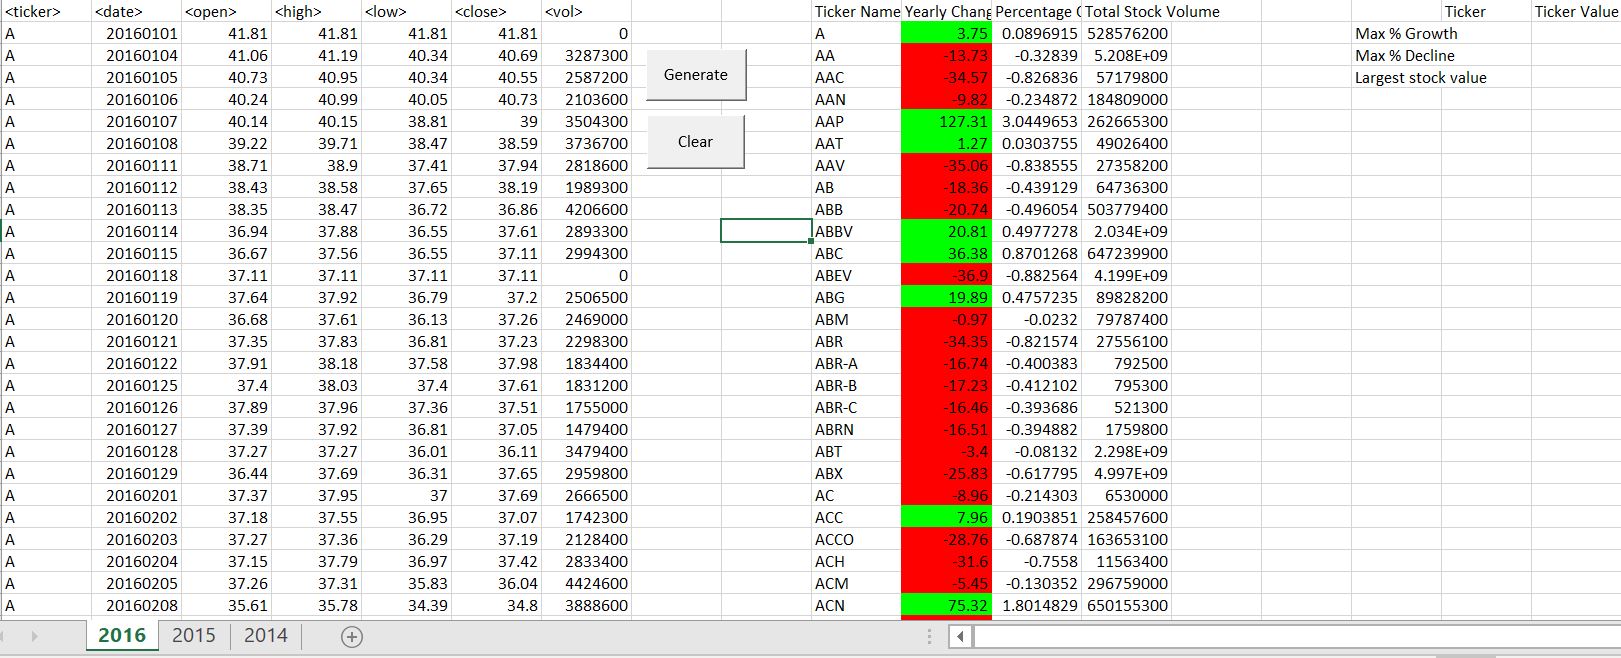 <ticker> <date> <open> <high> <low> <close> <vol> Ticker Name Yearly Chang Percentage C Total Stock Volume Ticker Ticker Value
A 20160101 41.81 41.81 41.81 41.81 0 A 3.75 0.0896915 528576200 Max % Growth
A 20160104 41.06 41.19 40.34 40.69 3287300 AA -13.73 -0.32839 5.208E+09 Max % Decline
A 20160105 40.73 40.95 40.34 40.55 2587200 Generate AAC -34.57 -0.826836 57179800 Largest stock value
A 20160106 40.24 40.99 40.05 40.73 2103600 AAN -9.82 -0.234872 184809000
A 20160107 40.14 40.15 38.81 39 3504300 AAP 127.31 3.0449653 262665300
A 20160108 39.22 39.71 38.47 38.59 3736700 Clear AAT 1.27 0.0303755 49026400
A 20160111 38.71 38.9 37.41 37.94 2818600 AAV -35.06 -0.838555 27358200
A 20160112 38.43 38.58 37.65 38.19 1989300 AB -18.36 -0.439129 64736300
A 20160113 38.35 38.47 36.72 36.86 4206600 ABB -20.74 -0.496054 503779400
A 20160114 36.94 37.88 36.55 37.61 2893300 ABBV 20.81 0.4977278 2.034E+09
A 20160115 36.67 37.56 36.55 37.11 2994300 ABC 36.38 0.8701268 647239900
A 20160118 37.11 37.11 37.11 37.11 0 ABEV -36.9 -0.882564 4.199E+09
A 20160119 37.64 37.92 36.79 37.2 2506500 ABG 19.89 0.4757235 89828200
A 20160120 36.68 37.61 36.13 37.26 2469000 ABM -0.97 -0.0232 79787400
A 20160121 37.35 37.83 36.81 37.23 2298300 ABR -34.35 -0.821574 27556100
A 20160122 37.91 38.18 37.58 37.98 1834400 ABR-A -16.74 -0.400383 792500
A 20160125 37.4 38.03 37.4 37.61 1831200 ABR-B -17.23 -0.412102 795300
A 20160126 37.89 37.96 37.36 37.51 1755000 ABR-C -16.46 -0.393686 521300
A 20160127 37.39 37.92 36.81 37.05 1479400 ABRN -16.51 -0.394882 1759800
A 20160128 37.27 37.27 36.01 36.11 3479400 ABT -3.4 -0.08132 2.298E+09
A 20160129 36.44 37.69 36.31 37.65 2959800 ABX -25.83 -0.617795 4.997E+09
A 20160201 37.37 37.95 37 37.69 2666500 AC -8.96 -0.214303 6530000
A 20160202 37.18 37.55 36.95 37.07 1742300 ACC 7.96 0.1903851 258457600
A 20160203 37.27 37.36 36.29 37.19 2128400 ACCO -28.76 -0.687874 163653100
A 20160204 37.15 37.79 36.97 37.42 2833400 ACH -31.6 -0.7558 11563400
A 20160205 37.26 37.31 35.83 36.04 4424600 ACM -5.45 -0.130352 296759000
A 20160208 35.61 35.78 34.39 34.8 3888600 ACN 75.32 1.8014829 650155300
2016 2015 2014